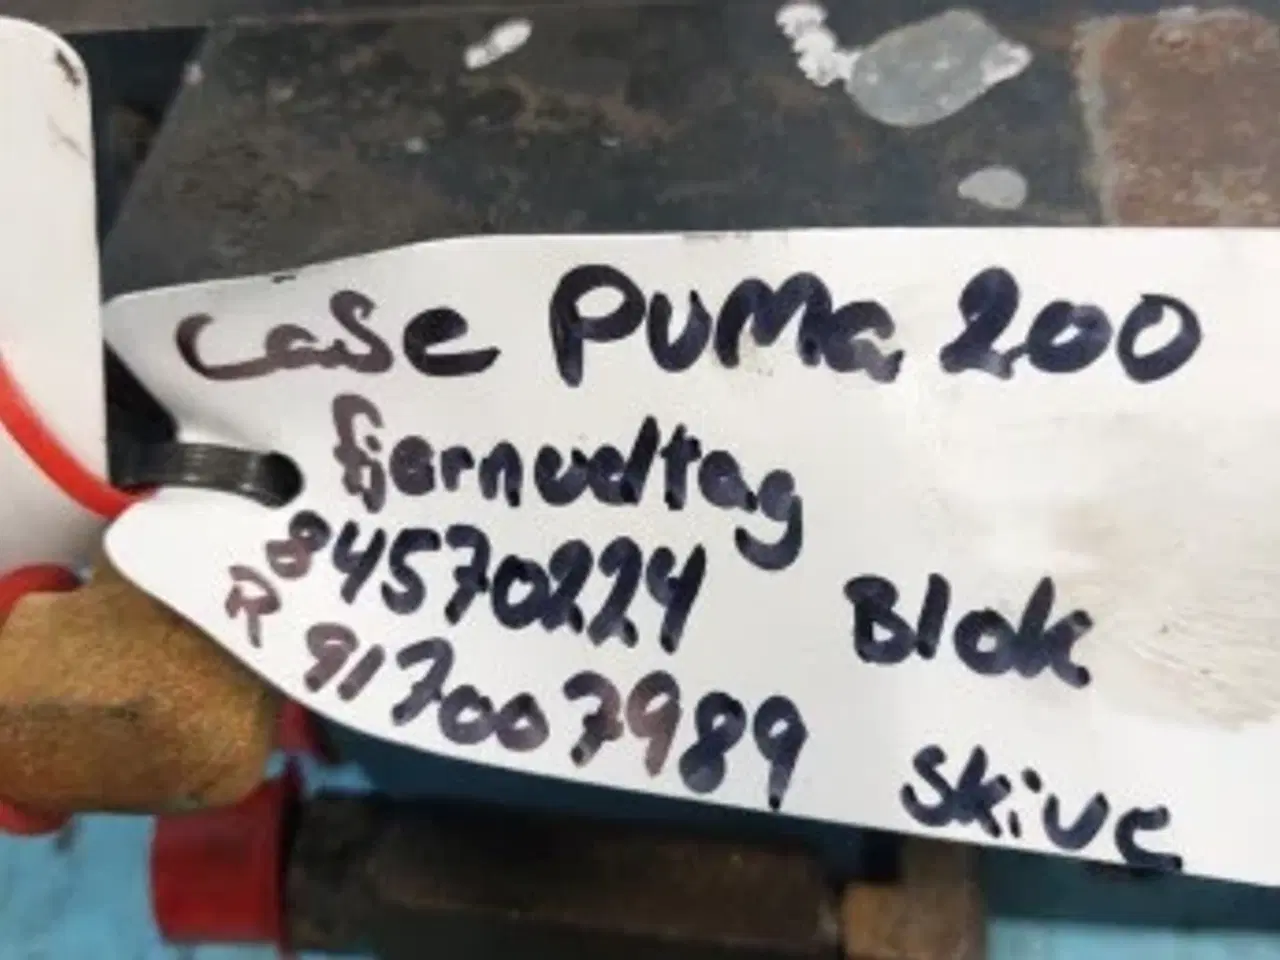 case PUMa 200
fjernudtag
84570224 Blok
R 917007989 Skive